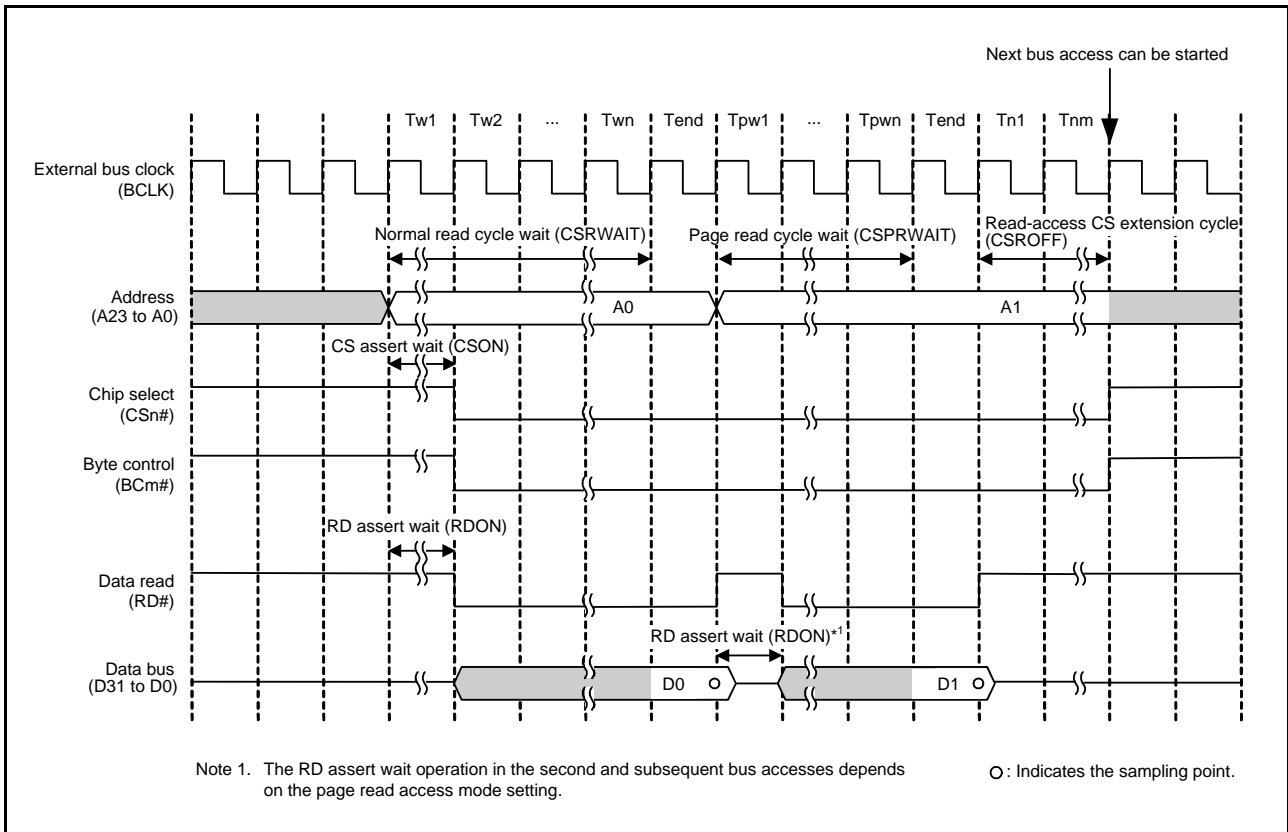 Next bus access can be started
Tw1 Tw2 ... Twn Tend Tpw1 ... Tpwn Tend Tn1 Tnm
External bus clock
(BCLK)
Normal read cycle wait (CSRWAIT)
Page read cycle wait (CSPRWAIT)
Read-access CS extension cycle
(CSROFF)
Address
(A23 to A0)
A0
A1
CS assert wait (CSON)
Chip select
(CSn#)
Byte control
(BCm#)
RD assert wait (RDON)
Data read
(RD#)
RD assert wait (RDON)*1
Data bus
(D31 to D0)
D0
D1
Note 1. The RD assert wait operation in the second and subsequent bus accesses depends
on the page read access mode setting.
: Indicates the sampling point.